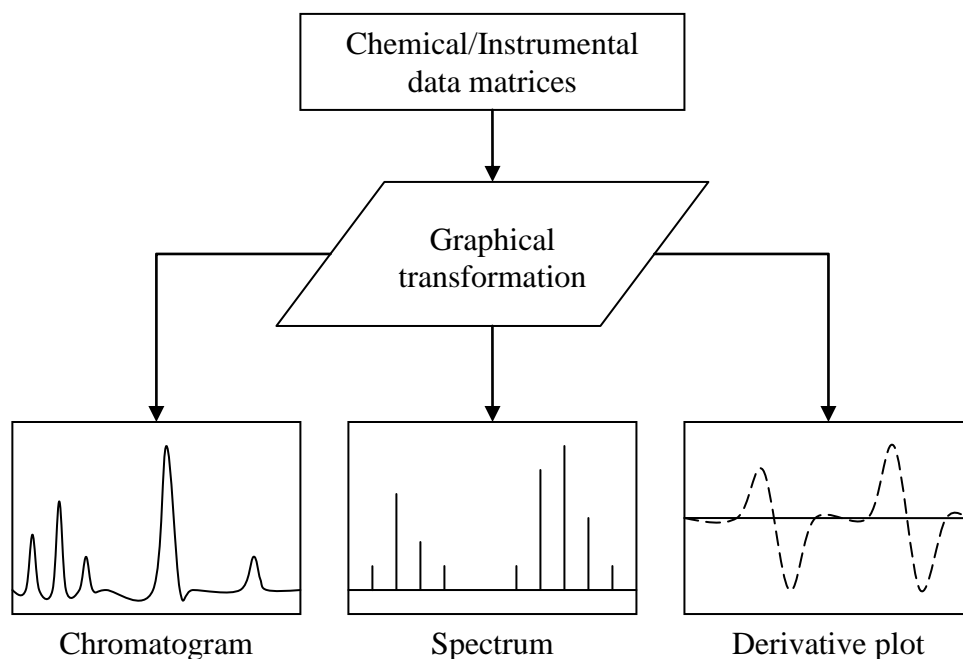 Chemical/Instrumental
data matrices
Graphical
transformation
Chromatogram
Spectrum
Derivative plot